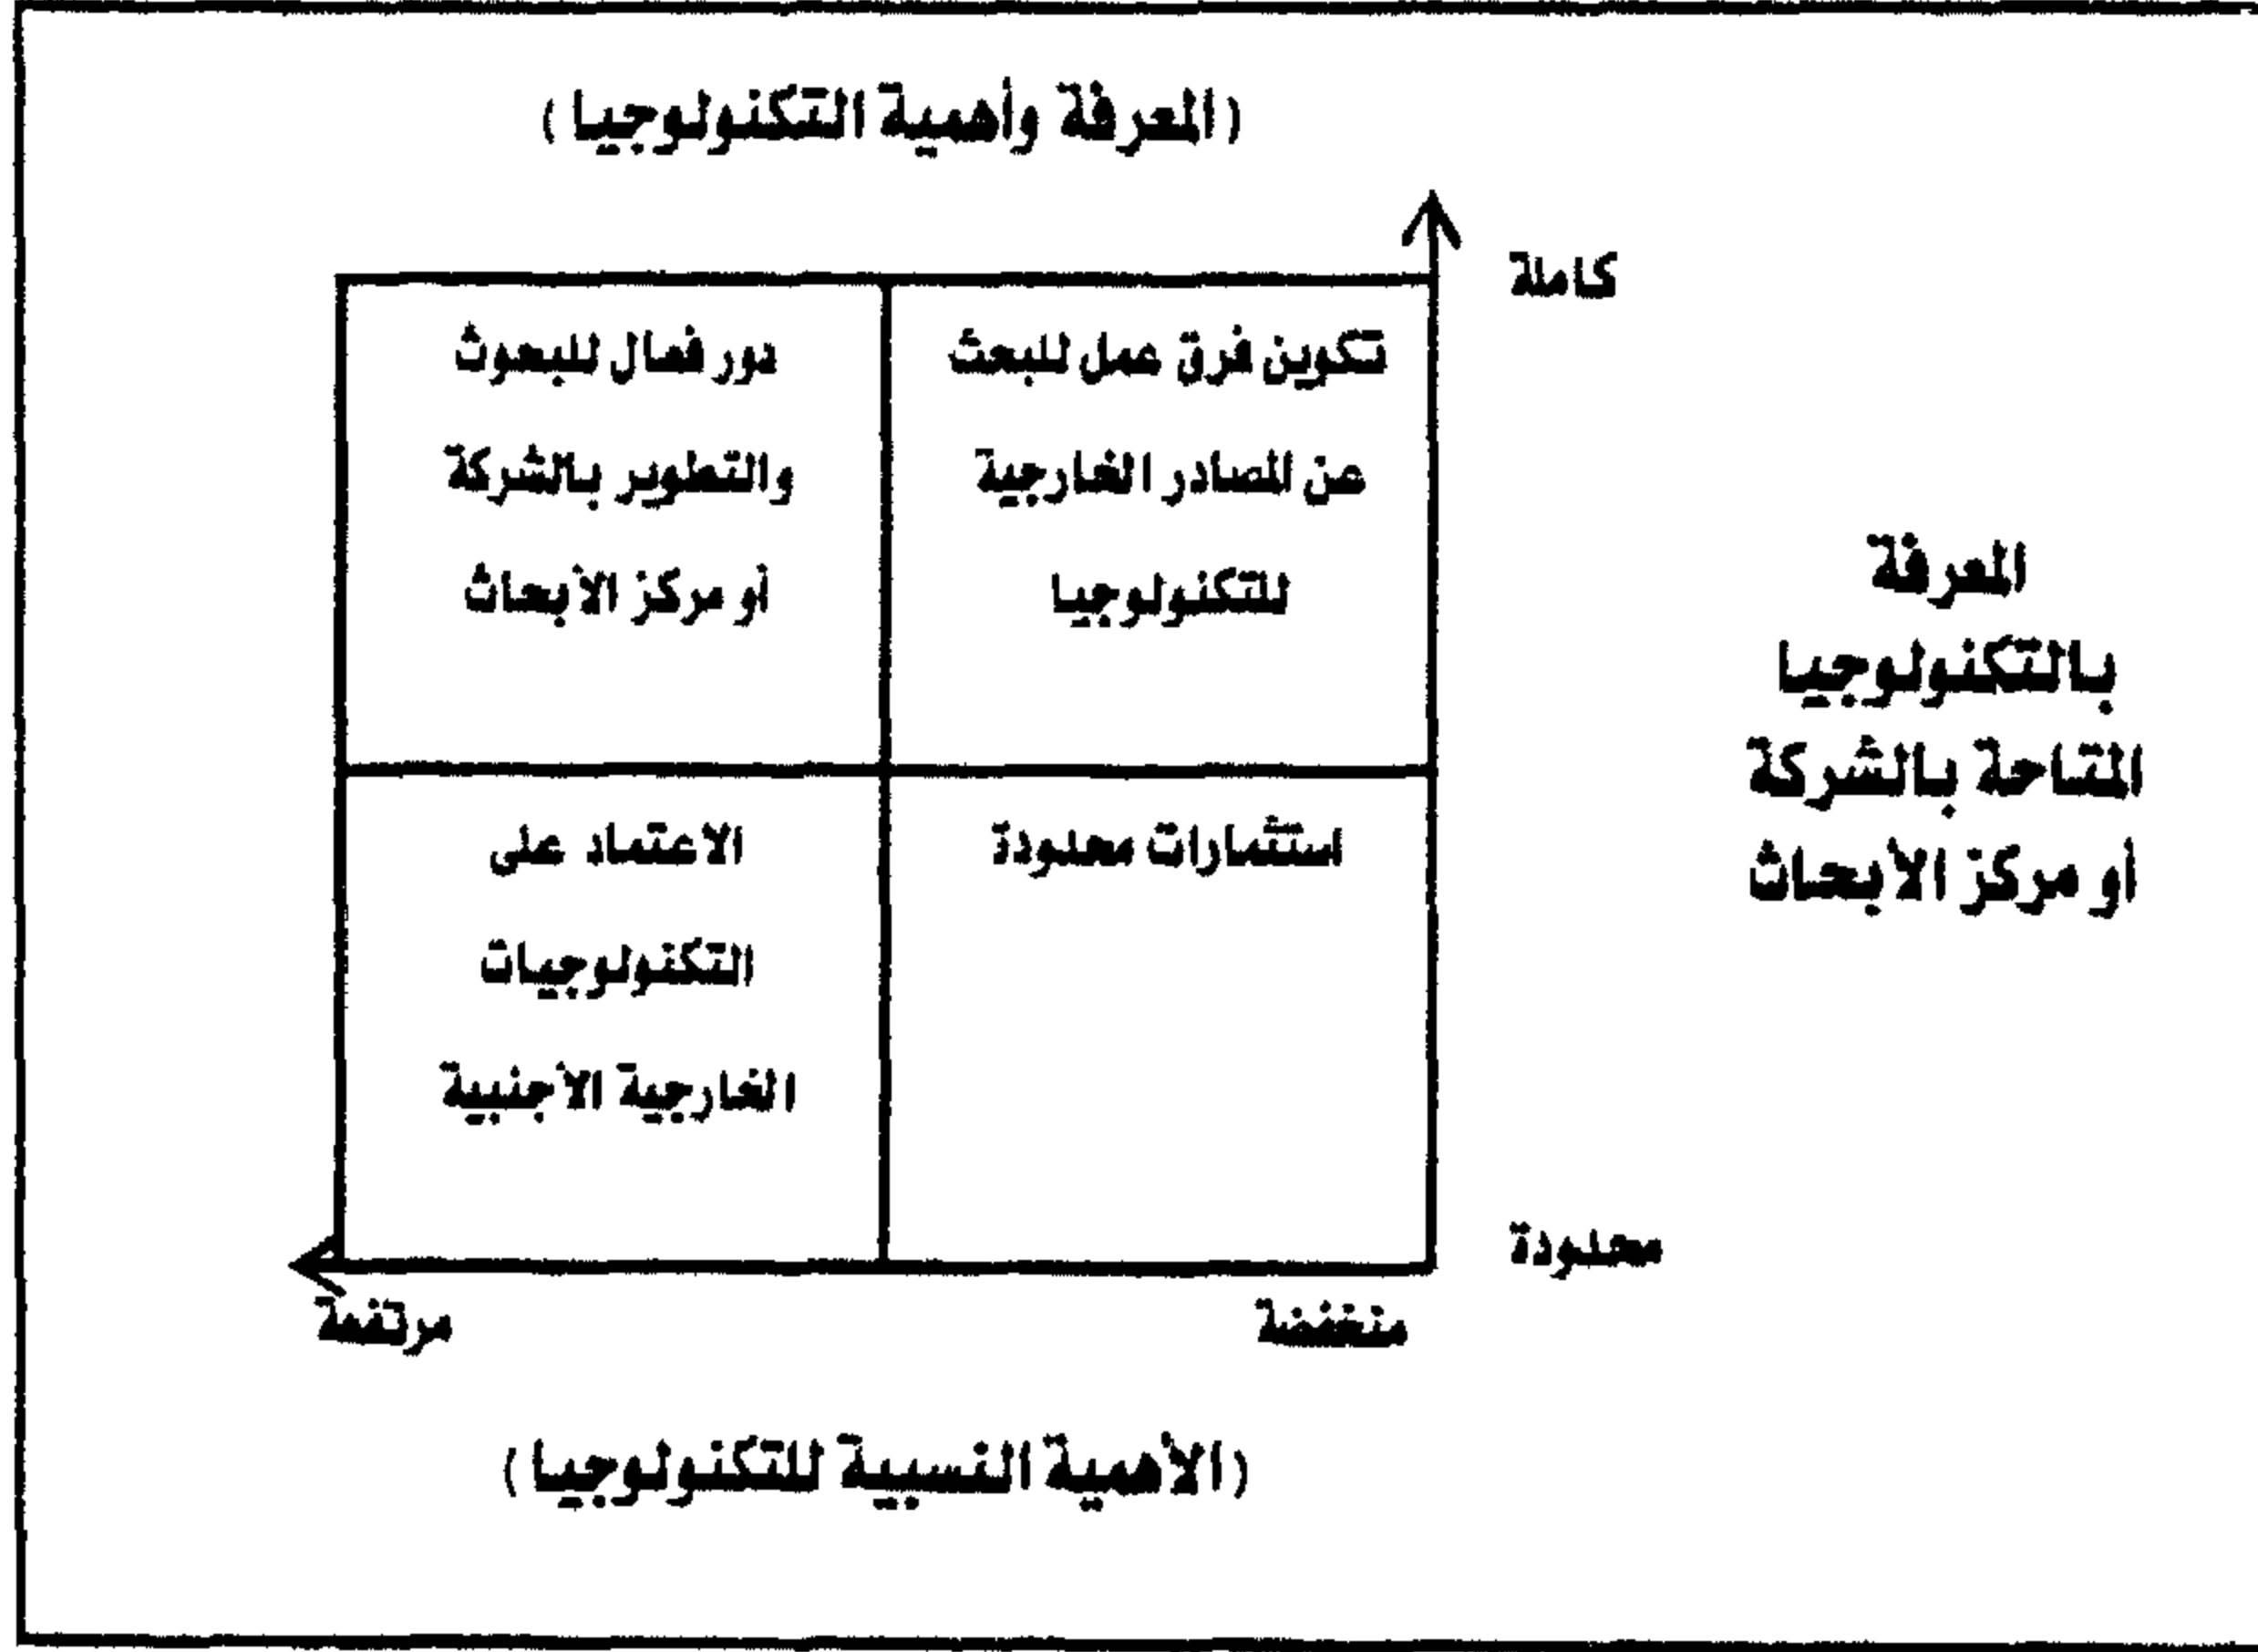 (المعرفة وأهمية التكنولوجيا)
كاملة
تكوين فرق عمل للبحث
عن المصادر الخارجية
للتكنولوجيا
دور فعال للبحوث
والتطوير بالشركة
أو مركز الأبحاث
المعرفة
بالتكنولوجيا
المتاحة بالشركة
أو مركز الأبحاث
استثمارات محدودة
الاعتماد على
التكنولوجيات
الخارجية الأجنبية
محدودة
منخفضة
مرتفعة
(الأهمية النسبية للتكنولوجيا)